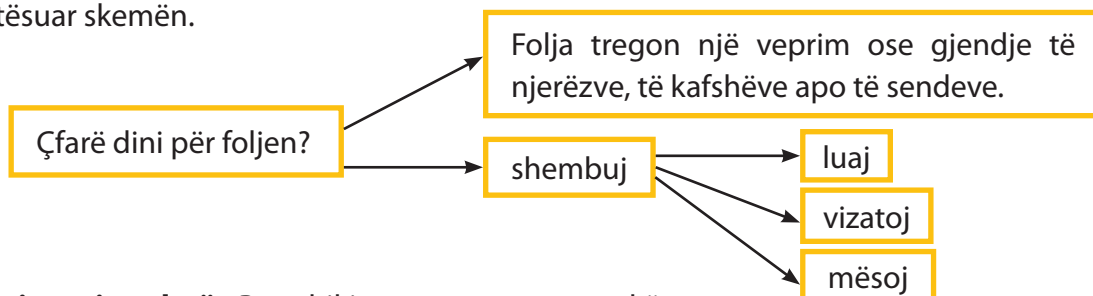 skemën.
Folja tregon një veprim ose gjendje të
njerëzve, të kafshëve apo të sendeve.
Çfarë dini për foljen?
shembuj
luaj
vizatoj
mësoj